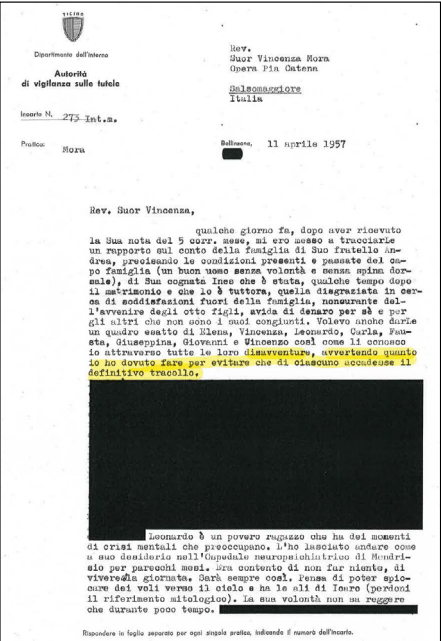 TICINO
Dipartimento dell'interno
Autorità
di vigilanza sulle tutele
Incarto N. 273 Int.m.
Pratica: Mora
Rev.
Suor Vincenza Mora
Opera Pia Catena
Salsomaggiore
Italia
Bellinzona, 11 aprile 1957
Rev. Suor Vincenza,
qualche giorno fa, dopo aver ricevuto
la Sua nota del 5 corr. mese, mi ero messo a tracciarLe
un rapporto sul conto della famiglia di Suo fratello An-
drea, precisando le condizioni presenti e passate del ca-
po famiglia (un buon uomo senza volontà e senza spina dor-
sale), di Sua cognata Ines che è stata, qualche tempo dopo
il matrimonio e che lo è tuttora, quella disgraziata in cer-
ca di soddisfazioni fuori della famiglia, noncurante del-
l'avvenire degli otto figli, avida di denaro per sè e per
gli altri che non sono i suoi congiunti. Volevo anche darLe
un quadro esatto di Elena, Vincenza, Leonardo, Carla, Fau-
sta, Giuseppina, Giovanni e Vincenzo così come li conosco
io attraverso tutte le loro disavventure, avvertendo quanto
io ho dovuto fare per evitare che di ciascuno accadesse il
definitivo tracollo.
Leonardo è un povero ragazzo che ha dei momenti
di crisi mentali che preoccupano. L'ho lasciato andare come
a suo desiderio nell'Ospedale neuropsichiatrico di Mendri-
sio per parecchi mesi. Era contento di non far niente, di
vivere la giornata. Sarà sempre così. Pensa di poter spic-
care dei voli verso il cielo e ha le ali di Icaro (perdoni
il riferimento mitologico). La sua volontà non sa reggere
che durante poco tempo.
Rispondere in foglio separato per ogni singola pratica, indicando il numero dell'incarto.